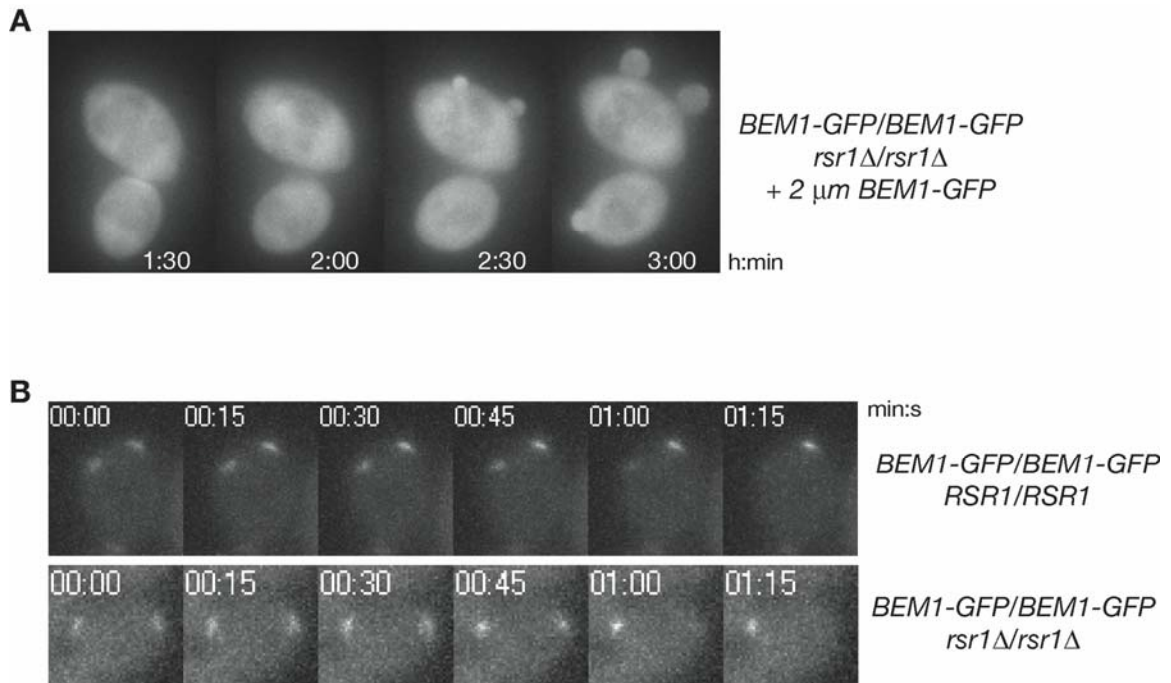 A
BEM1-GFP/BEM1-GFP
rsr1Δ/rsr1Δ
+ 2 μm BEM1-GFP
1:30 2:00 2:30 3:00 h:min
B
00:00 00:15 00:30 00:45 01:00 01:15 min:s
BEM1-GFP/BEM1-GFP
RSR1/RSR1
00:00 00:15 00:30 00:45 01:00 01:15
BEM1-GFP/BEM1-GFP
rsr1Δ/rsr1Δ